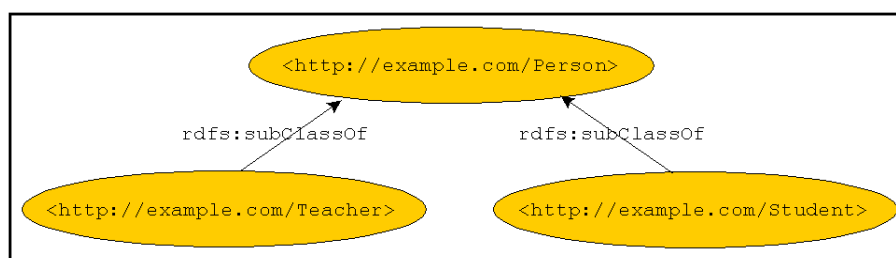 <http://example.com/Person>
rdfs:subClassOf
rdfs:subClassOf
<http://example.com/Teacher>
<http://example.com/Student>